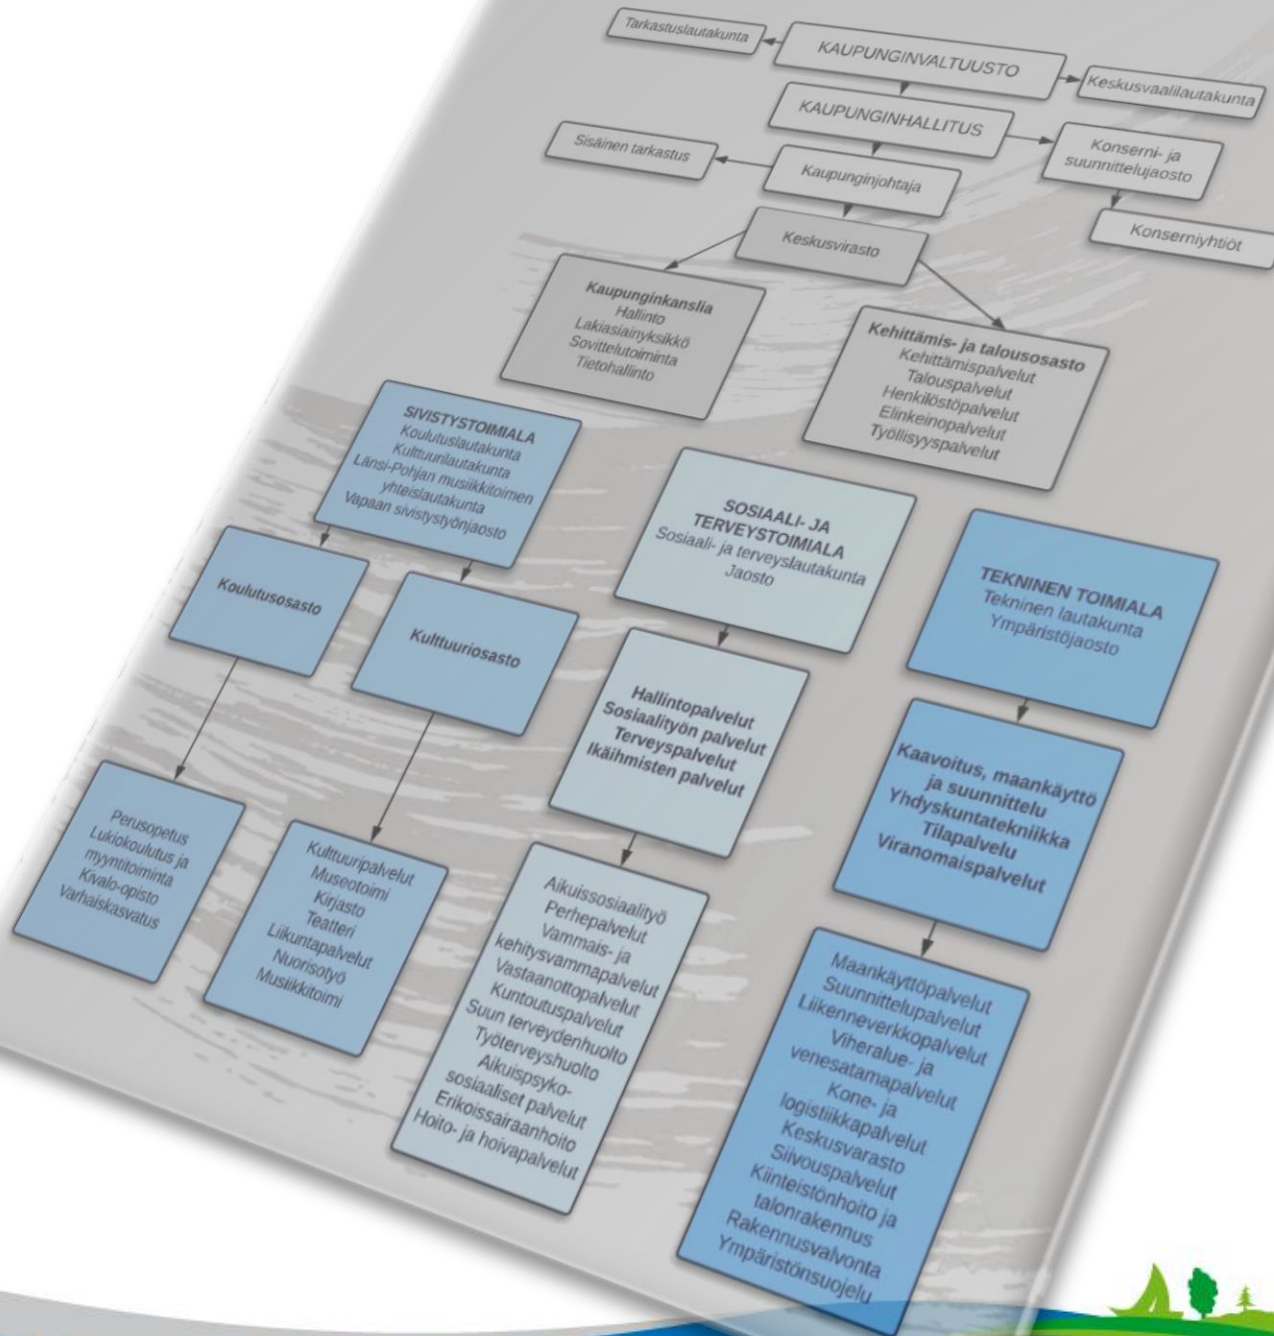 Tarkastuslautakunta
KAUPUNGINVALTUUSTO
Keskusvaalilautakunta
KAUPUNGINHALLITUS
Konserni- ja
suunnittelujaosto
Sisäinen tarkastus
Kaupunginjohtaja
Konserniyhtiöt
Keskusvirasto
Kaupunginkanslia
Hallinto
Lakiasiainyksikkö
Sovittelutoiminta
Tietohallinto
Kehittämis- ja talousosasto
Kehittämispalvelut
Talouspalvelut
Henkilöstöpalvelut
Elinkeinopalvelut
Työllisyyspalvelut
SIVISTYSTOIMIALA
Koulutuslautakunta
Kulttuurilautakunta
Länsi-Pohjan musiikkitoimen
yhteislautakunta
Vapaan sivistystyönjaosto
SOSIAALI- JA
TERVEYSTOIMIALA
Sosiaali- ja terveyslautakunta
Jaosto
TEKNINEN TOIMIALA
Tekninen lautakunta
Ympäristöjaosto
Koulutusosasto
Kulttuuriosasto
Hallintopalvelut
Sosiaalityön palvelut
Terveyspalvelut
Ikäihmisten palvelut
Kaavoitus, maankäyttö
ja suunnittelu
Yhdyskuntatekniikka
Tilapalvelu
Viranomaispalvelut
Perusopetus
Lukiokoulutus ja
myyntitoiminta
Kivalo-opisto
Varhaiskasvatus
Kulttuuripalvelut
Museotoimi
Kirjasto
Teatteri
Liikuntapalvelut
Nuorisotyö
Musiikkitoimi
Aikuissosiaalityö
Perhepalvelut
Vammais- ja
kehitysvammapalvelut
Vastaanottopalvelut
Kuntoutuspalvelut
Suun terveydenhuolto
Työterveyshuolto
Aikuispsyko-
sosiaaliset palvelut
Erikoissairaanhoito
Hoito- ja hoivapalvelut
Maankäyttöpalvelut
Suunnittelupalvelut
Liikenneverkkopalvelut
Viheralue- ja
venesatamapalvelut
Kone- ja
logistiikkapalvelut
Keskusvarasto
Siivouspalvelut
Kiinteistönhoito ja
talonrakennus
Rakennusvalvonta
Ympäristönsuojelu